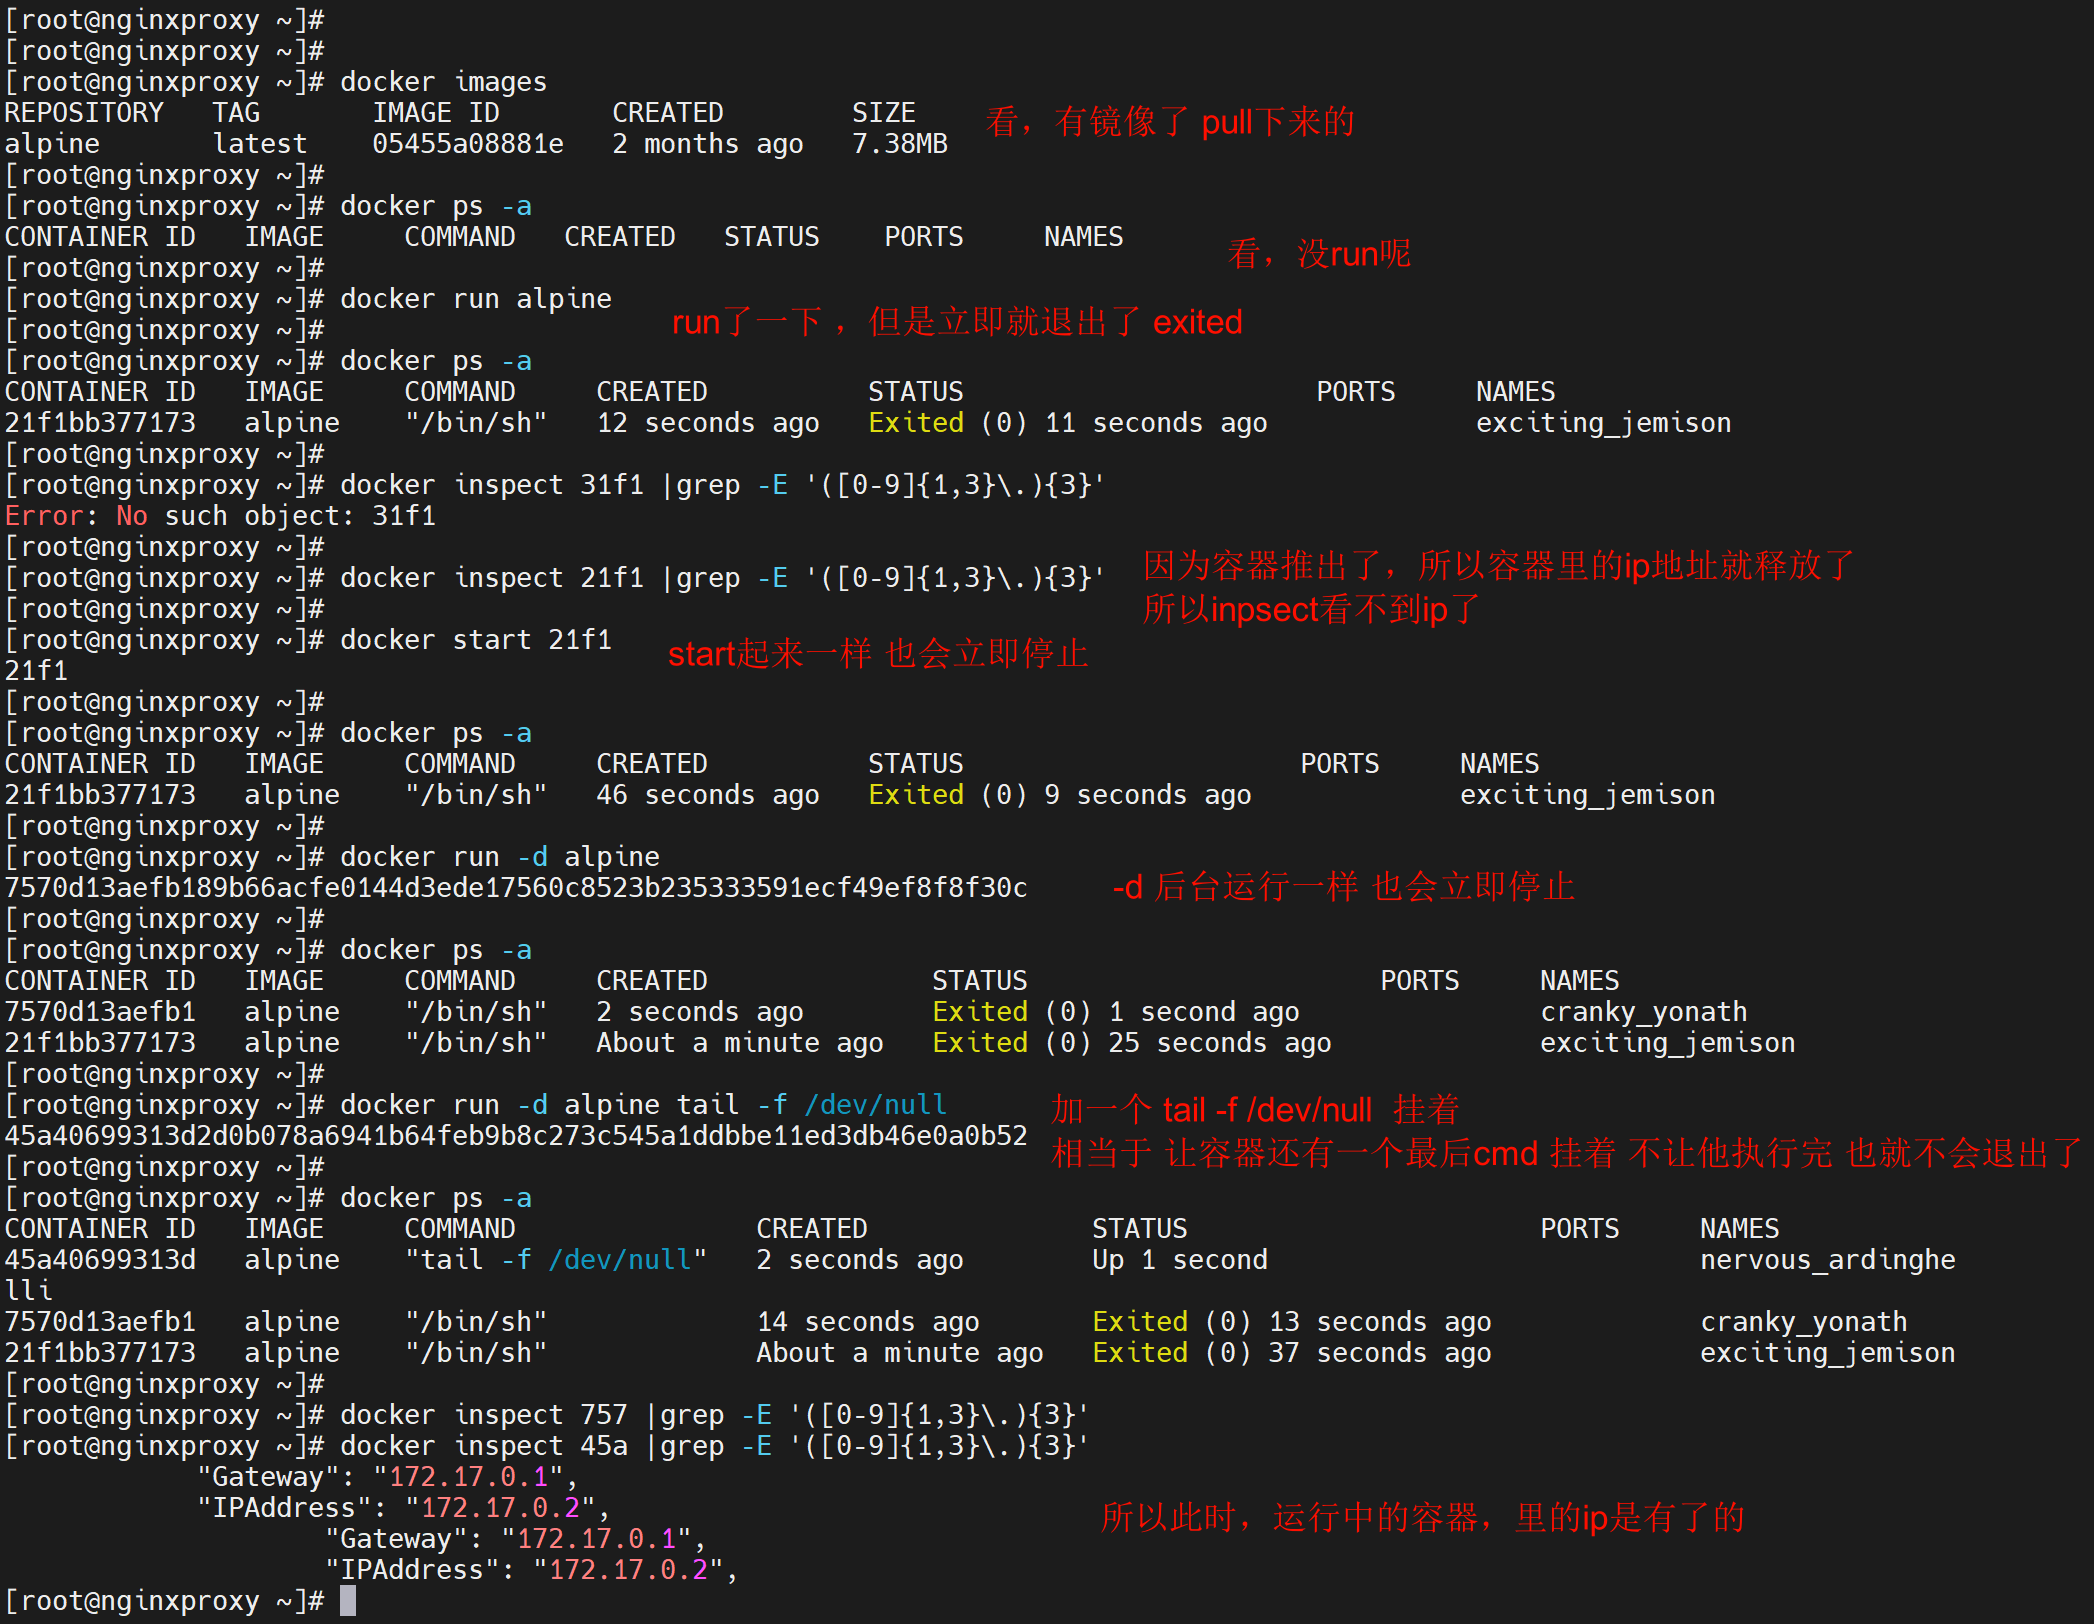 [root@nginxproxy ~]#
[root@nginxproxy ~]#
[root@nginxproxy ~]# docker images
REPOSITORY   TAG       IMAGE ID       CREATED        SIZE
看，有镜像了 pull下来的
alpine       latest    05455a08881e   2 months ago   7.38MB
[root@nginxproxy ~]#
[root@nginxproxy ~]# docker ps -a
CONTAINER ID   IMAGE     COMMAND   CREATED   STATUS    PORTS     NAMES
看，没run呢
[root@nginxproxy ~]#
[root@nginxproxy ~]# docker run alpine
run了一下 ，但是立即就退出了 exited
[root@nginxproxy ~]#
[root@nginxproxy ~]# docker ps -a
CONTAINER ID   IMAGE     COMMAND     CREATED          STATUS                      PORTS     NAMES
21f1bb377173   alpine    "/bin/sh"   12 seconds ago   Exited (0) 11 seconds ago             exciting_jemison
[root@nginxproxy ~]#
[root@nginxproxy ~]# docker inspect 31f1 |grep -E '([0-9]{1,3}\.){3}'
Error: No such object: 31f1
[root@nginxproxy ~]#
[root@nginxproxy ~]# docker inspect 21f1 |grep -E '([0-9]{1,3}\.){3}'
因为容器推出了，所以容器里的ip地址就释放了
所以inpsect看不到ip了
[root@nginxproxy ~]#
[root@nginxproxy ~]# docker start 21f1
start起来一样 也会立即停止
21f1
[root@nginxproxy ~]#
[root@nginxproxy ~]# docker ps -a
CONTAINER ID   IMAGE     COMMAND     CREATED          STATUS                     PORTS     NAMES
21f1bb377173   alpine    "/bin/sh"   46 seconds ago   Exited (0) 9 seconds ago             exciting_jemison
[root@nginxproxy ~]#
[root@nginxproxy ~]# docker run -d alpine
7570d13aefb189b66acfe0144d3ede17560c8523b235333591ecf49ef8f8f30c
-d 后台运行一样 也会立即停止
[root@nginxproxy ~]#
[root@nginxproxy ~]# docker ps -a
CONTAINER ID   IMAGE     COMMAND     CREATED              STATUS                      PORTS     NAMES
7570d13aefb1   alpine    "/bin/sh"   2 seconds ago        Exited (0) 1 second ago               cranky_yonath
21f1bb377173   alpine    "/bin/sh"   About a minute ago   Exited (0) 25 seconds ago             exciting_jemison
[root@nginxproxy ~]#
[root@nginxproxy ~]# docker run -d alpine tail -f /dev/null
加一个 tail -f /dev/null  挂着
45a40699313d2d0b078a6941b64feb9b8c273c545a1ddbbe11ed3db46e0a0b52
相当于 让容器还有一个最后cmd 挂着 不让他执行完 也就不会退出了
[root@nginxproxy ~]#
[root@nginxproxy ~]# docker ps -a
CONTAINER ID   IMAGE     COMMAND               CREATED              STATUS                      PORTS     NAMES
45a40699313d   alpine    "tail -f /dev/null"   2 seconds ago        Up 1 second                           nervous_ardinghe
lli
7570d13aefb1   alpine    "/bin/sh"             14 seconds ago       Exited (0) 13 seconds ago             cranky_yonath
21f1bb377173   alpine    "/bin/sh"             About a minute ago   Exited (0) 37 seconds ago             exciting_jemison
[root@nginxproxy ~]#
[root@nginxproxy ~]# docker inspect 757 |grep -E '([0-9]{1,3}\.){3}'
[root@nginxproxy ~]# docker inspect 45a |grep -E '([0-9]{1,3}\.){3}'
            "Gateway": "172.17.0.1",
            "IPAddress": "172.17.0.2",
所以此时，运行中的容器，里的ip是有了的
                    "Gateway": "172.17.0.1",
                    "IPAddress": "172.17.0.2",
[root@nginxproxy ~]#